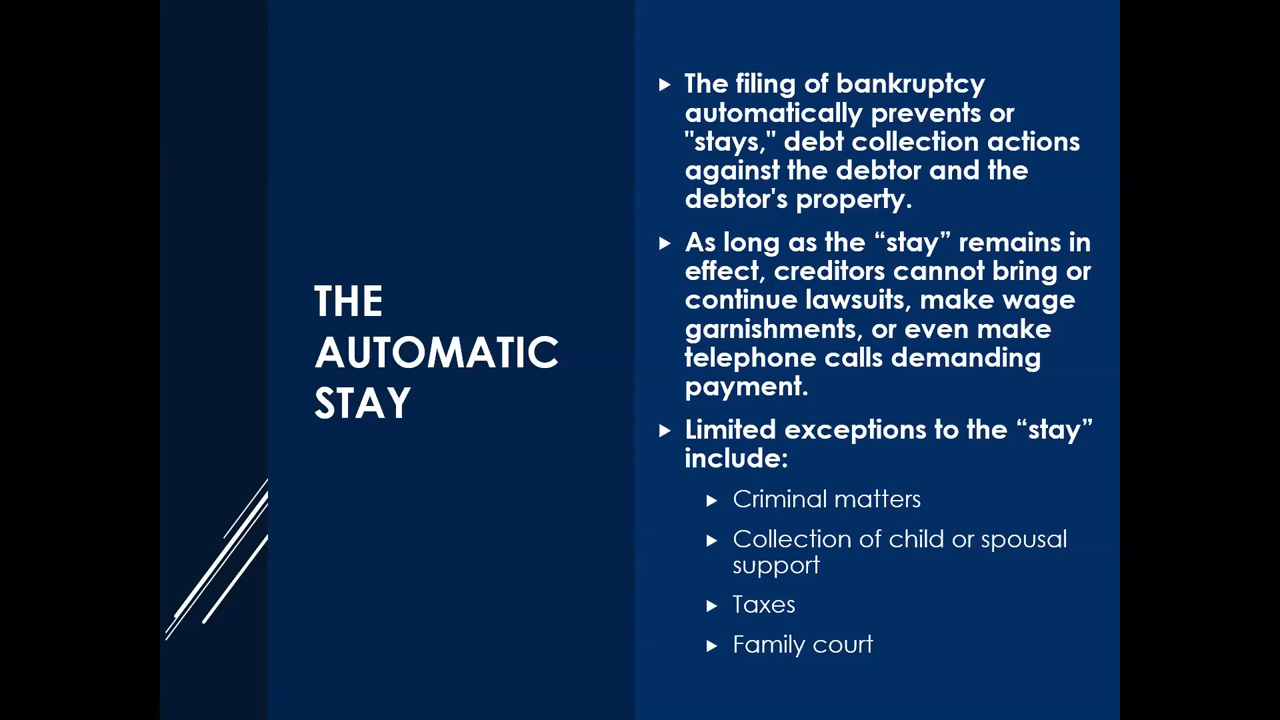 THE
AUTOMATIC
STAY
The filing of bankruptcy
automatically prevents or
"stays," debt collection actions
against the debtor and the
debtor's property.
As long as the “stay” remains in
effect, creditors cannot bring or
continue lawsuits, make wage
garnishments, or even make
telephone calls demanding
payment.
Limited exceptions to the “stay”
include:
Criminal matters
Collection of child or spousal
support
Taxes
Family court